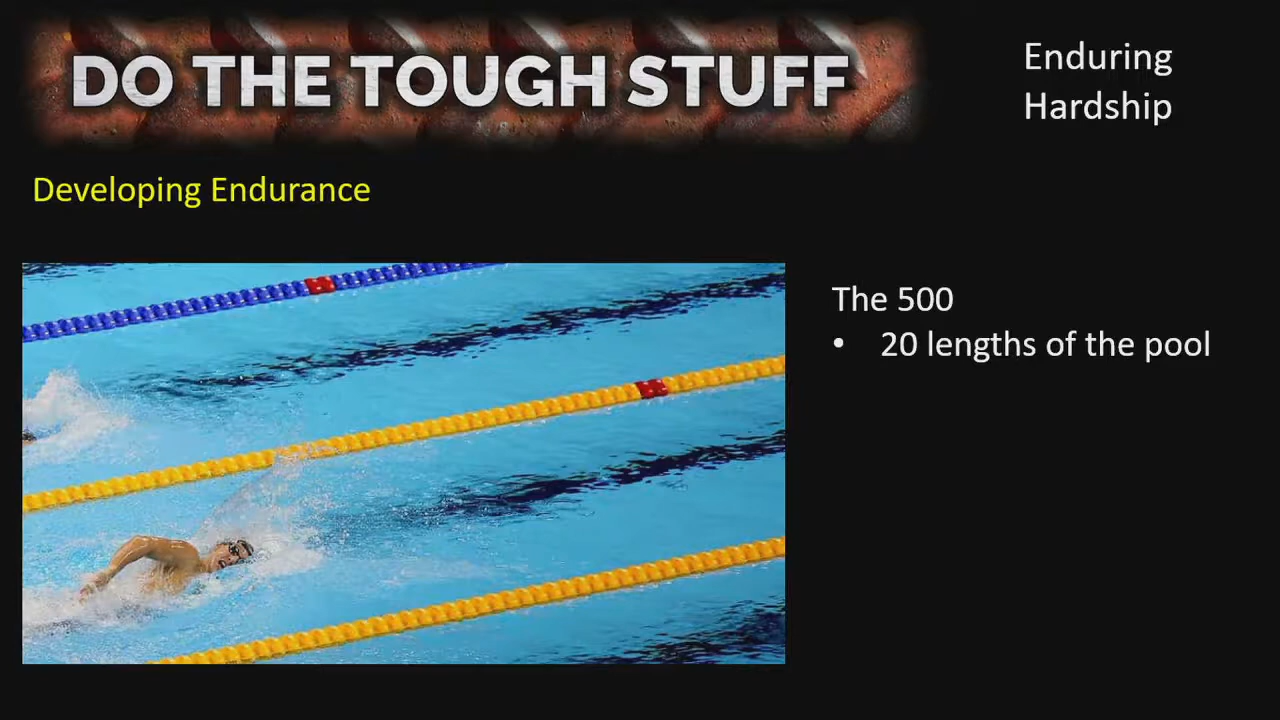 DO THE TOUGH STUFF
Enduring
Hardship
Developing Endurance
The 500
• 20 lengths of the pool